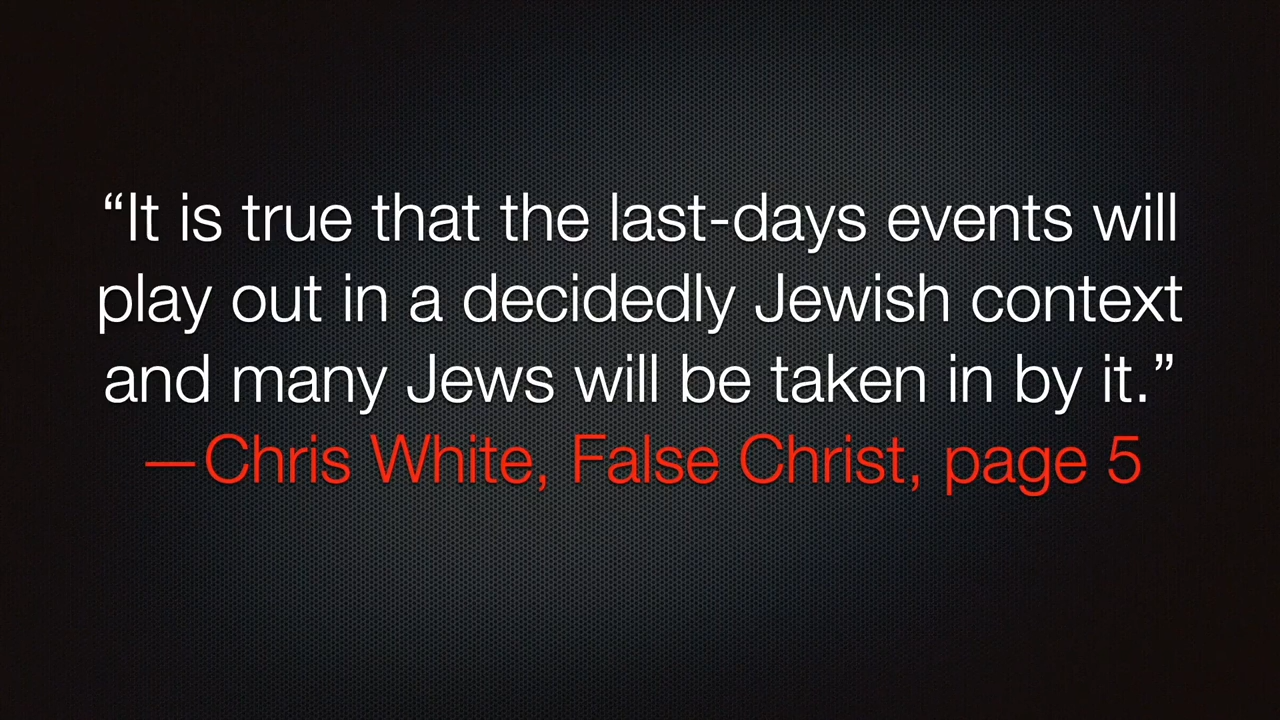 “It is true that the last-days events will
play out in a decidedly Jewish context
and many Jews will be taken in by it.”
—Chris White, False Christ, page 5